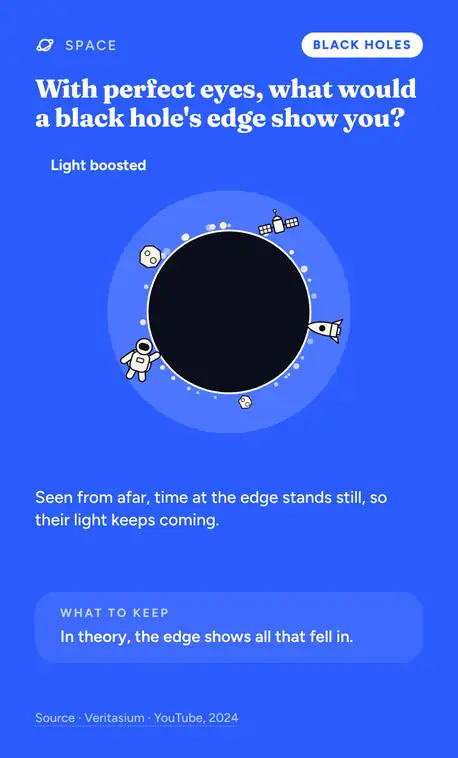 SPACE
BLACK HOLES
With perfect eyes, what would
a black hole's edge show you?
Light boosted
Seen from afar, time at the edge stands still, so
their light keeps coming.
WHAT TO KEEP
In theory, the edge shows all that fell in.
Source · Veritasium · YouTube, 2024